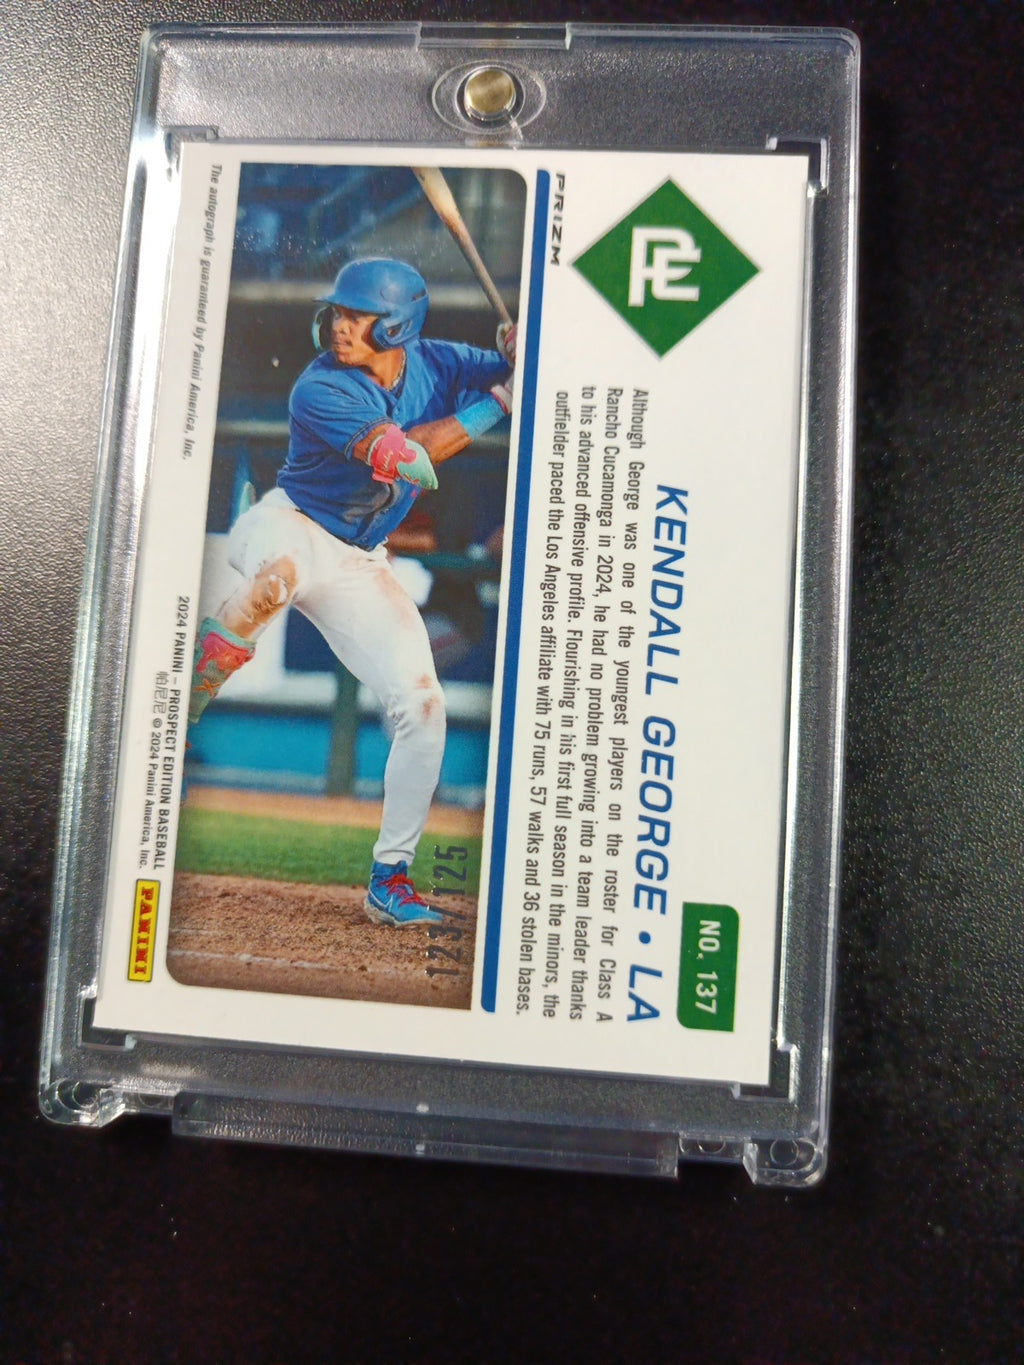 NO. 137
KENDALL GEORGE • LA
Although George was one of the youngest players on the roster for Class A
Rancho Cucamonga in 2024, he had no problem growing into a team leader thanks
to his advanced offensive profile. Flourishing in his first full season in the minors, the
outfielder paced the Los Angeles affiliate with 75 runs, 57 walks and 36 stolen bases.
PRIZM
The autograph is guaranteed by Panini America, Inc.
2024 PANINI – PROSPECT EDITION BASEBALL
帕尼尼 © 2024 Panini America, Inc.
PANINI